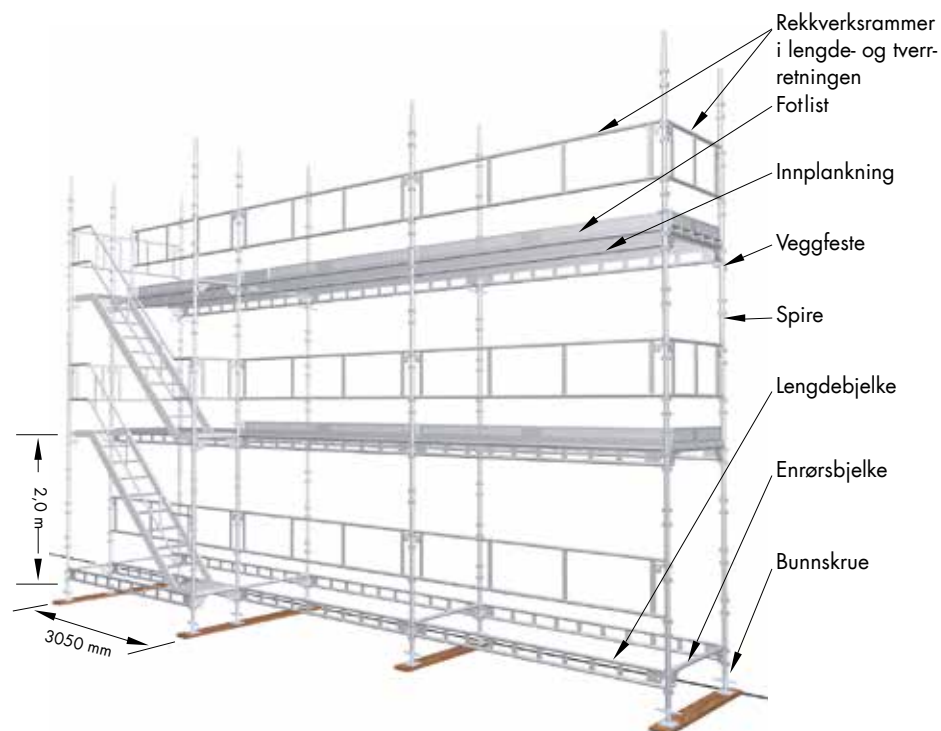 Rekkverksrammer
i lengde- og tverr-
retningen
Fotlist
Innplankning
Veggfeste
Spire
Lengdebjelke
Enrørsbjelke
Bunnskrue
2,0 m
3050 mm